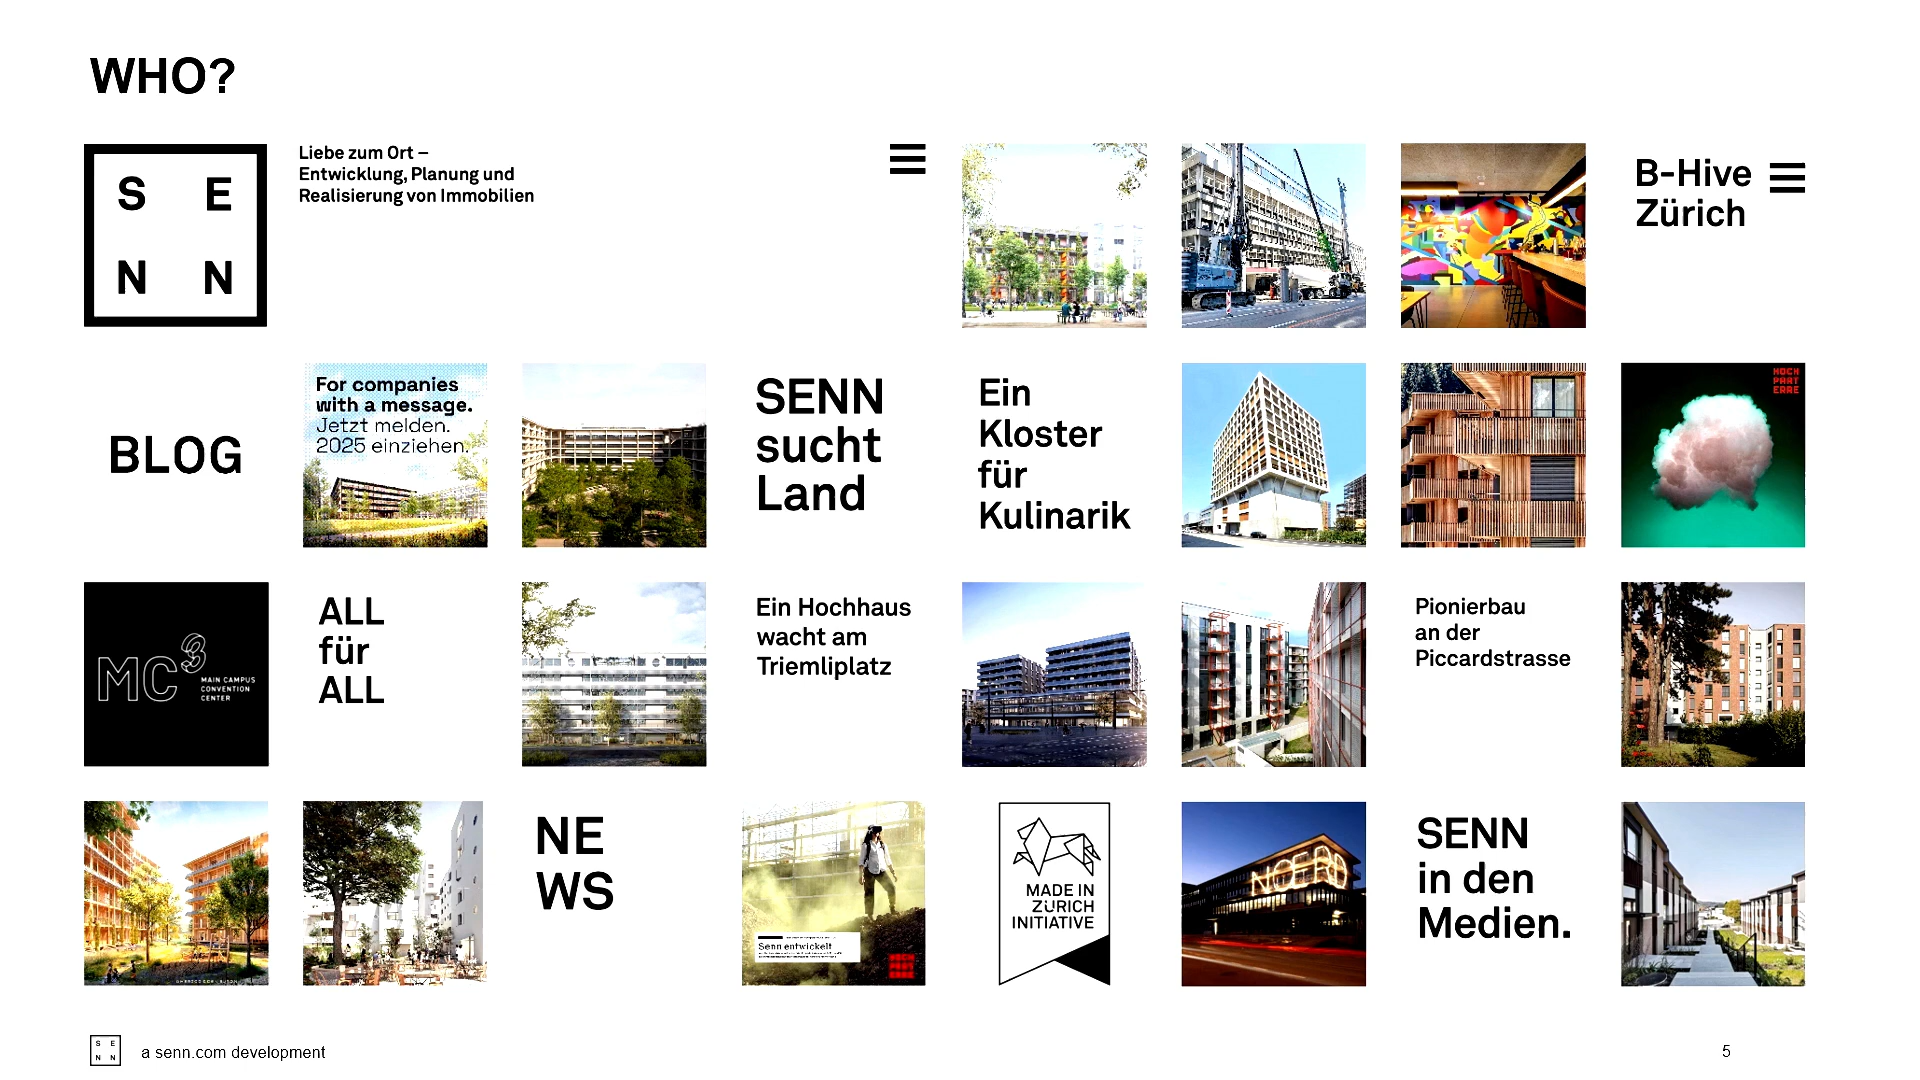 WHO?
S E
N N
Liebe zum Ort –
Entwicklung, Planung und
Realisierung von Immobilien
B-Hive
Zürich
BLOG
For companies
with a message.
Jetzt melden.
2025 einziehen.
SENN
sucht
Land
Ein
Kloster
für
Kulinarik
HOCH
PART
ERRE
MC3
MAIN CAMPUS
CONVENTION
CENTER
ALL
für
ALL
Ein Hochhaus
wacht am
Triemliplatz
Pionierbau
an der
Piccardstrasse
NE
WS
Senn entwickelt
MADE IN
ZÜRICH
INITIATIVE
SENN
in den
Medien.
S E
N N
a senn.com development
5